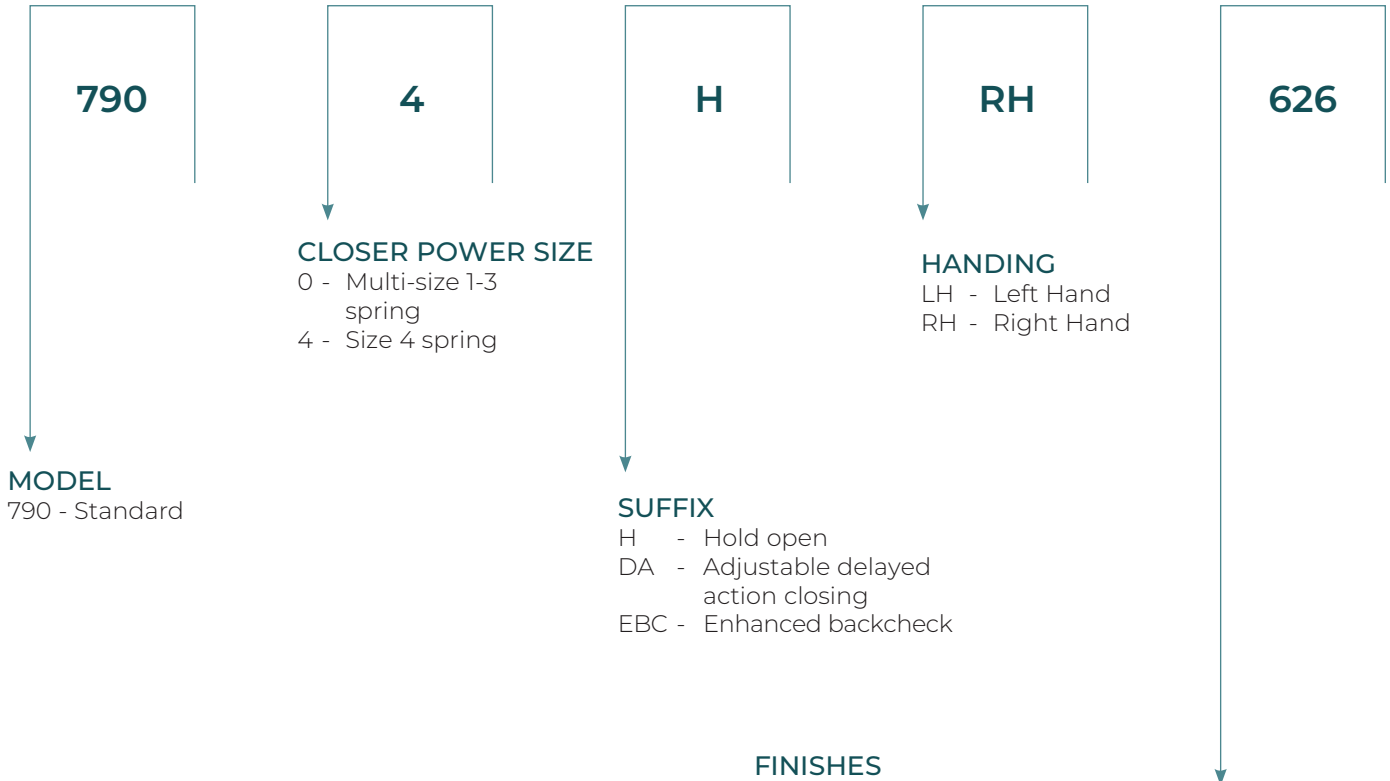 790 4 H RH 626
CLOSER POWER SIZE
0 - Multi-size 1-3
spring
4 - Size 4 spring
HANDING
LH - Left Hand
RH - Right Hand
MODEL
790 - Standard
SUFFIX
H - Hold open
DA - Adjustable delayed
action closing
EBC - Enhanced backcheck
FINISHES